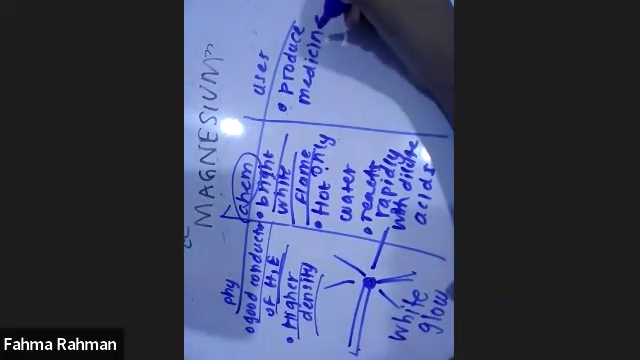 " MAGNESIUM"
phy
good conductor
of H & E
• Higher
density
chem
• bright
white
flame
• Hot only
water
• reacts
rapidly
with dilute
acids
uses
• produce
medicine
white
glow
Fahma Rahman